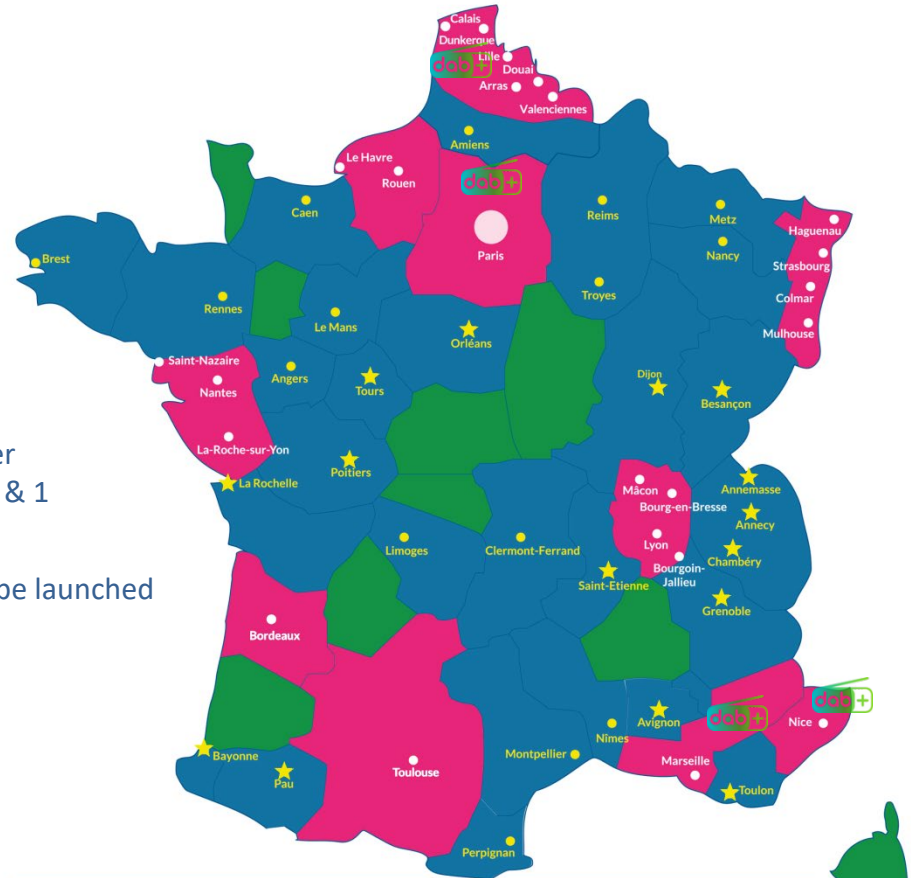 Calais
Dunkerque
dab+
Lille
Douai
Arras
Valenciennes
Amiens
Le Havre
Rouen
dab+
Paris
Caen
Reims
Metz
Nancy
Haguenau
Strasbourg
Colmar
Mulhouse
Brest
Rennes
Le Mans
Troyes
Orléans
Saint-Nazaire
Nantes
Angers
Tours
Dijon
Besançon
La-Roche-sur-Yon
Poitiers
La Rochelle
er
& 1
be launched
Mâcon
Bourg-en-Bresse
Lyon
Bourgoin-
Jallieu
Annemasse
Annecy
Chambéry
Limoges
Clermont-Ferrand
Saint-Etienne
Grenoble
Bordeaux
Avignon
Nîmes
dab+
dab+
Nice
Bayonne
Pau
Toulouse
Montpellier
Marseille
Toulon
Perpignan